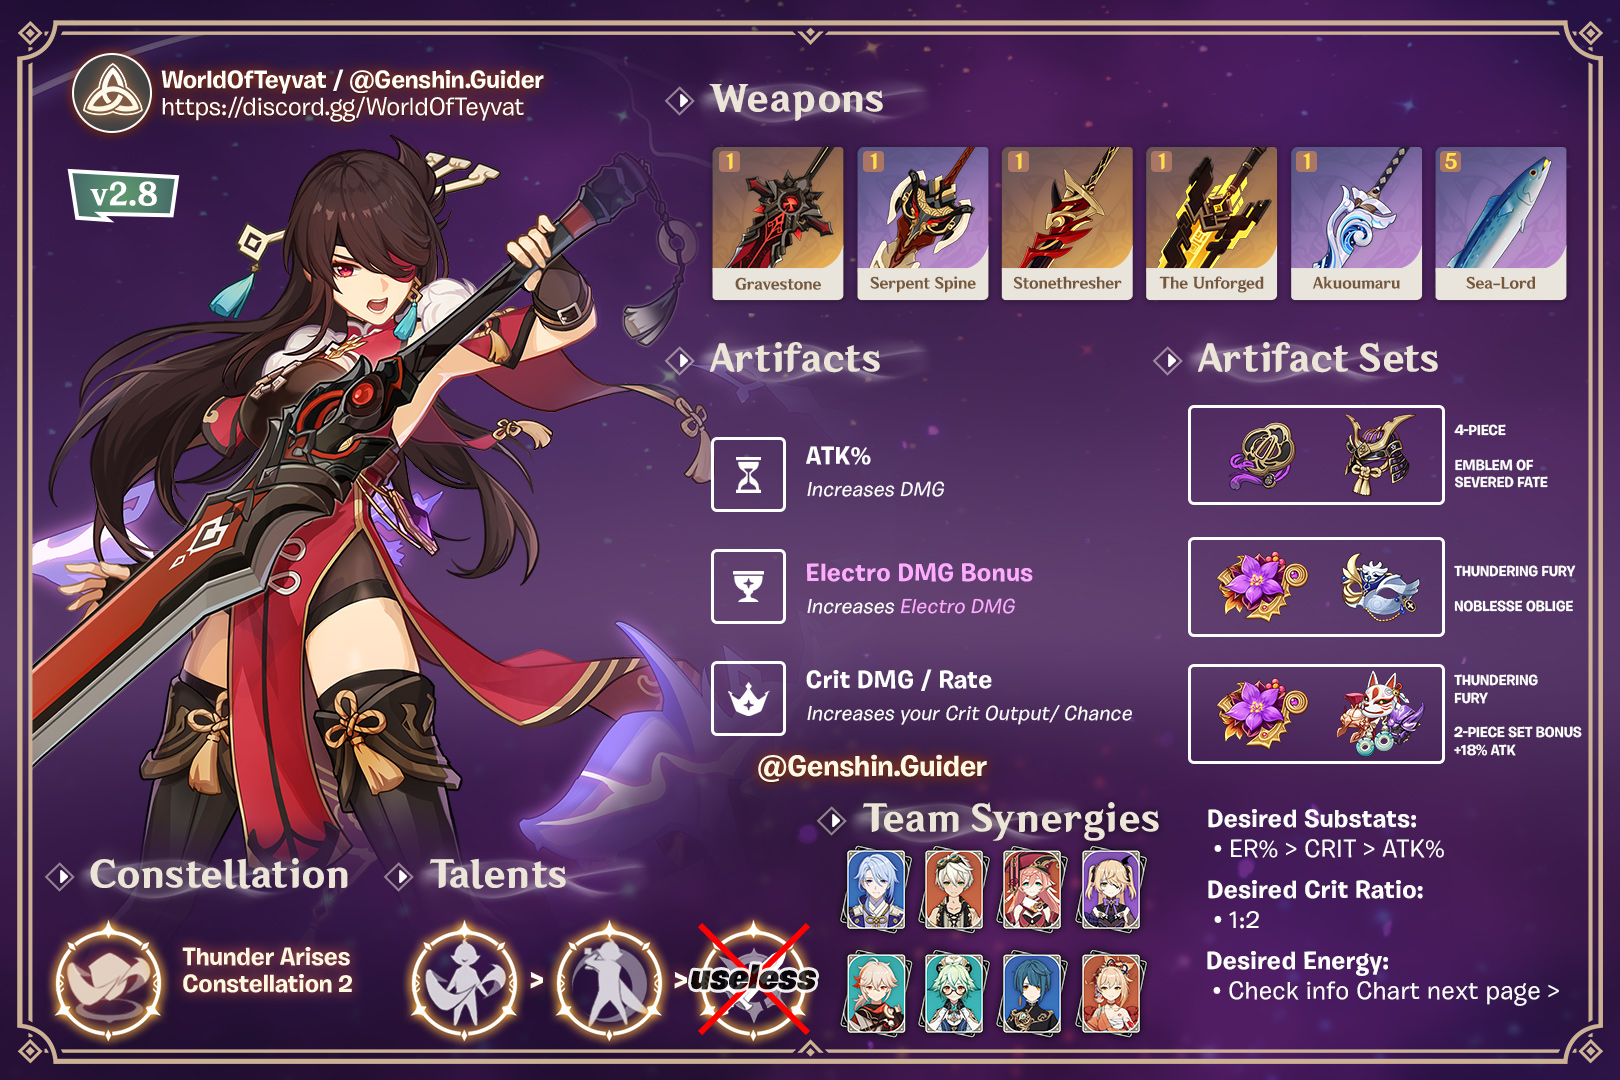 WorldOfTeyvat / @Genshin.Guider
https://discord.gg/WorldOfTeyvat
v2.8
Weapons
1
1
1
1
1
5
Gravestone
Serpent Spine
Stonethresher
The Unforged
Akuoumaru
Sea-Lord
Artifacts
ATK%
Increases DMG
Electro DMG Bonus
Increases Electro DMG
Crit DMG / Rate
Increases your Crit Output/ Chance
@Genshin.Guider
Artifact Sets
4-PIECE
EMBLEM OF
SEVERED FATE
THUNDERING FURY
NOBLESSE OBLIGE
THUNDERING
FURY
2-PIECE SET BONUS
+18% ATK
Constellation
Thunder Arises
Constellation 2
Talents
>
>
useless
Team Synergies
Desired Substats:
• ER% > CRIT > ATK%
Desired Crit Ratio:
• 1:2
Desired Energy:
• Check info Chart next page >